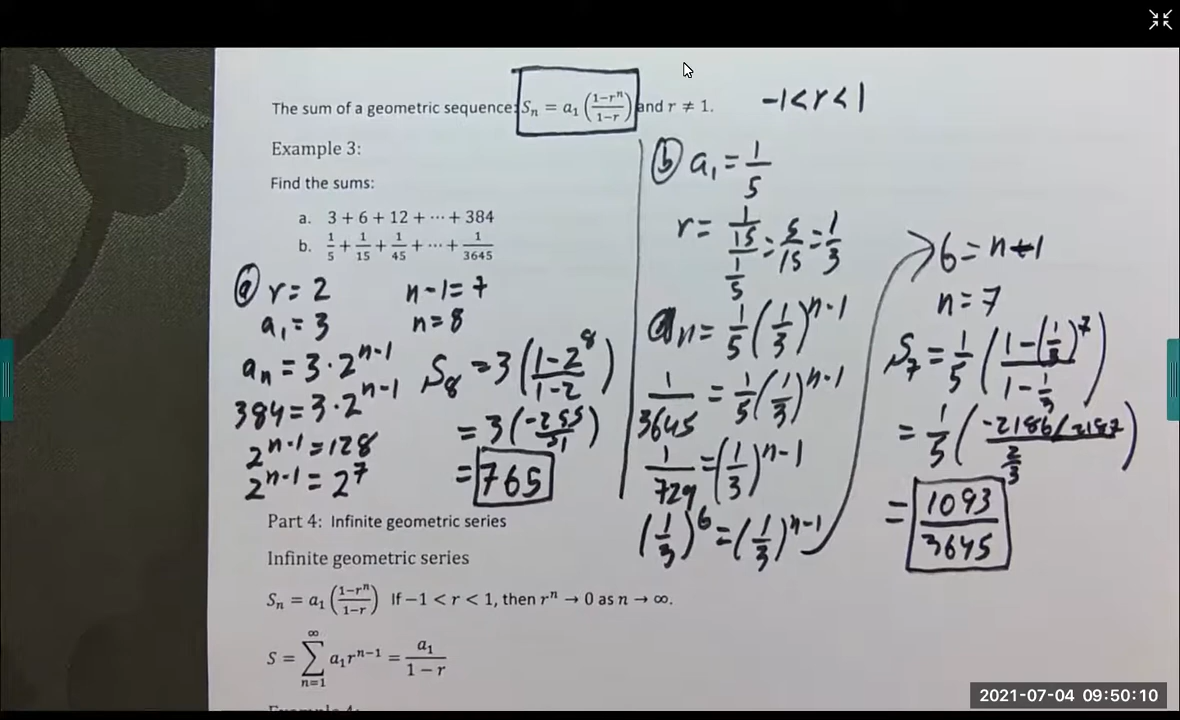 The sum of a geometric sequence: Sₙ = a₁((1−rⁿ)/(1−r)) and r ≠ 1.
−1 < r < 1
Example 3:
Find the sums:
a. 3 + 6 + 12 + ⋯ + 384
b. 1/5 + 1/15 + 1/45 + ⋯ + 1/3645
ⓐ r = 2
a₁ = 3
aₙ = 3 · 2ⁿ⁻¹
384 = 3 · 2ⁿ⁻¹
2ⁿ⁻¹ = 128
2ⁿ⁻¹ = 2⁷
n − 1 = 7
n = 8
S₈ = 3((1 − 2⁸)/(1 − 2))
= 3(−255/−1)
= 765
ⓑ a₁ = 1/5
r = (1/15)/(1/5) = 5/15 = 1/3
aₙ = 1/5(1/3)ⁿ⁻¹
1/3645 = 1/5(1/3)ⁿ⁻¹
1/729 = (1/3)ⁿ⁻¹
(1/3)⁶ = (1/3)ⁿ⁻¹
6 = n − 1
n = 7
S₇ = 1/5((1 − (1/3)⁷)/(1 − 1/3))
= 1/5((−2186/2187)/(2/3))
= 1093/3645
Part 4: Infinite geometric series
Infinite geometric series
Sₙ = a₁((1−rⁿ)/(1−r)) If −1 < r < 1, then rⁿ → 0 as n → ∞.
S = ∑ₙ₌₁^∞ a₁rⁿ⁻¹ = a₁/(1 − r)
2021-07-04 09:50:10